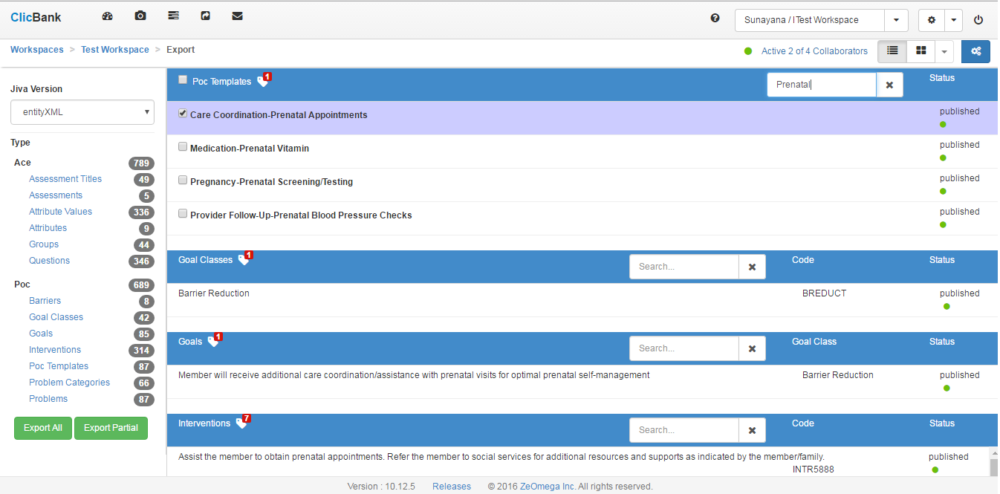 ClicBank
Sunayana / ITest Workspace
Workspaces > Test Workspace > Export
Active 2 of 4 Collaborators
Jiva Version
entityXML
Type
Ace 789
Assessment Titles 49
Assessments 5
Attribute Values 336
Attributes 9
Groups 44
Questions 346
Poc 689
Barriers 8
Goal Classes 42
Goals 85
Interventions 314
Poc Templates 87
Problem Categories 66
Problems 87
Export All Export Partial
Poc Templates 1 Prenatal Status
Care Coordination-Prenatal Appointments published
Medication-Prenatal Vitamin published
Pregnancy-Prenatal Screening/Testing published
Provider Follow-Up-Prenatal Blood Pressure Checks published
Goal Classes 1 Search... Code Status
Barrier Reduction BREDUCT published
Goals 1 Search... Goal Class Status
Member will receive additional care coordination/assistance with prenatal visits for optimal prenatal self-management Barrier Reduction published
Interventions 7 Search... Code Status
Assist the member to obtain prenatal appointments. Refer the member to social services for additional resources and supports as indicated by the member/family. published
INTR5888
Version : 10.12.5 Releases © 2016 ZeOmega Inc. All rights reserved.